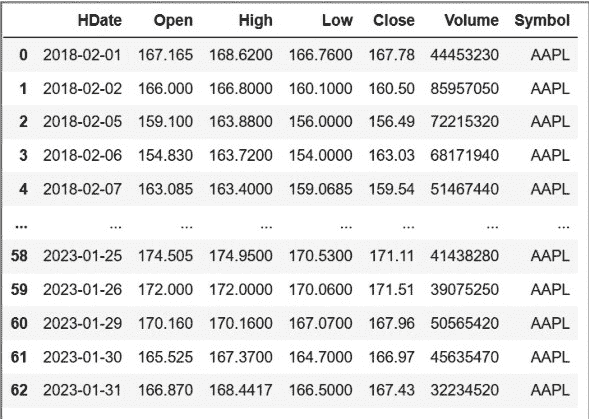 HDate Open High Low Close Volume Symbol
0 2018-02-01 167.165 168.6200 166.7600 167.78 44453230 AAPL
1 2018-02-02 166.000 166.8000 160.1000 160.50 85957050 AAPL
2 2018-02-05 159.100 163.8800 156.0000 156.49 72215320 AAPL
3 2018-02-06 154.830 163.7200 154.0000 163.03 68171940 AAPL
4 2018-02-07 163.085 163.4000 159.0685 159.54 51467440 AAPL
... ... ... ... ... ... ... ...
58 2023-01-25 174.505 174.9500 170.5300 171.11 41438280 AAPL
59 2023-01-26 172.000 172.0000 170.0600 171.51 39075250 AAPL
60 2023-01-29 170.160 170.1600 167.0700 167.96 50565420 AAPL
61 2023-01-30 165.525 167.3700 164.7000 166.97 45635470 AAPL
62 2023-01-31 166.870 168.4417 166.5000 167.43 32234520 AAPL